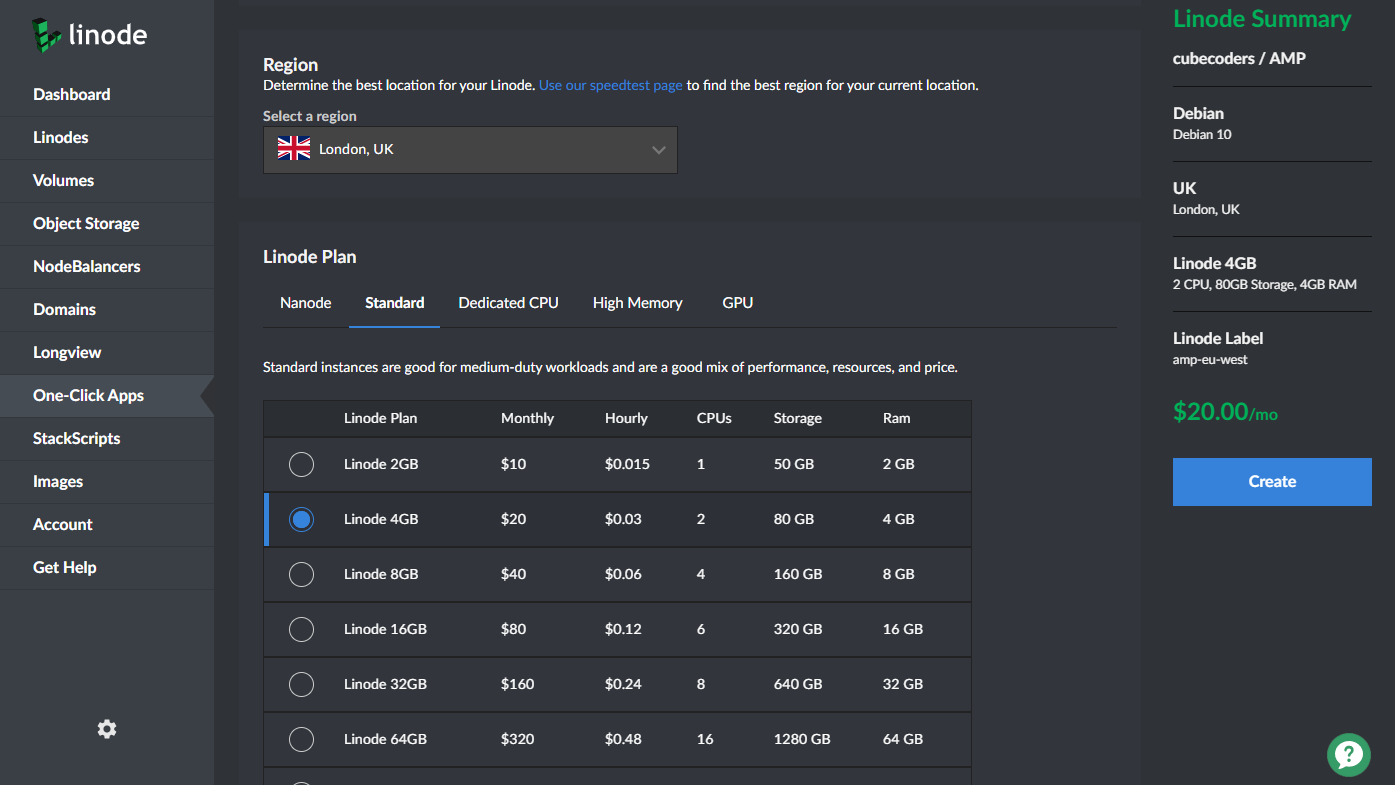 linode
Dashboard
Linodes
Volumes
Object Storage
NodeBalancers
Domains
Longview
One-Click Apps
StackScripts
Images
Account
Get Help
Region
Determine the best location for your Linode. Use our speedtest page to find the best region for your current location.
Select a region
London, UK
Linode Plan
Nanode Standard Dedicated CPU High Memory GPU
Standard instances are good for medium-duty workloads and are a good mix of performance, resources, and price.
Linode Plan Monthly Hourly CPUs Storage Ram
Linode 2GB $10 $0.015 1 50 GB 2 GB
Linode 4GB $20 $0.03 2 80 GB 4 GB
Linode 8GB $40 $0.06 4 160 GB 8 GB
Linode 16GB $80 $0.12 6 320 GB 16 GB
Linode 32GB $160 $0.24 8 640 GB 32 GB
Linode 64GB $320 $0.48 16 1280 GB 64 GB
Linode Summary
cubecoders / AMP
Debian
Debian 10
UK
London, UK
Linode 4GB
2 CPU, 80GB Storage, 4GB RAM
Linode Label
amp-eu-west
$20.00/mo
Create
?